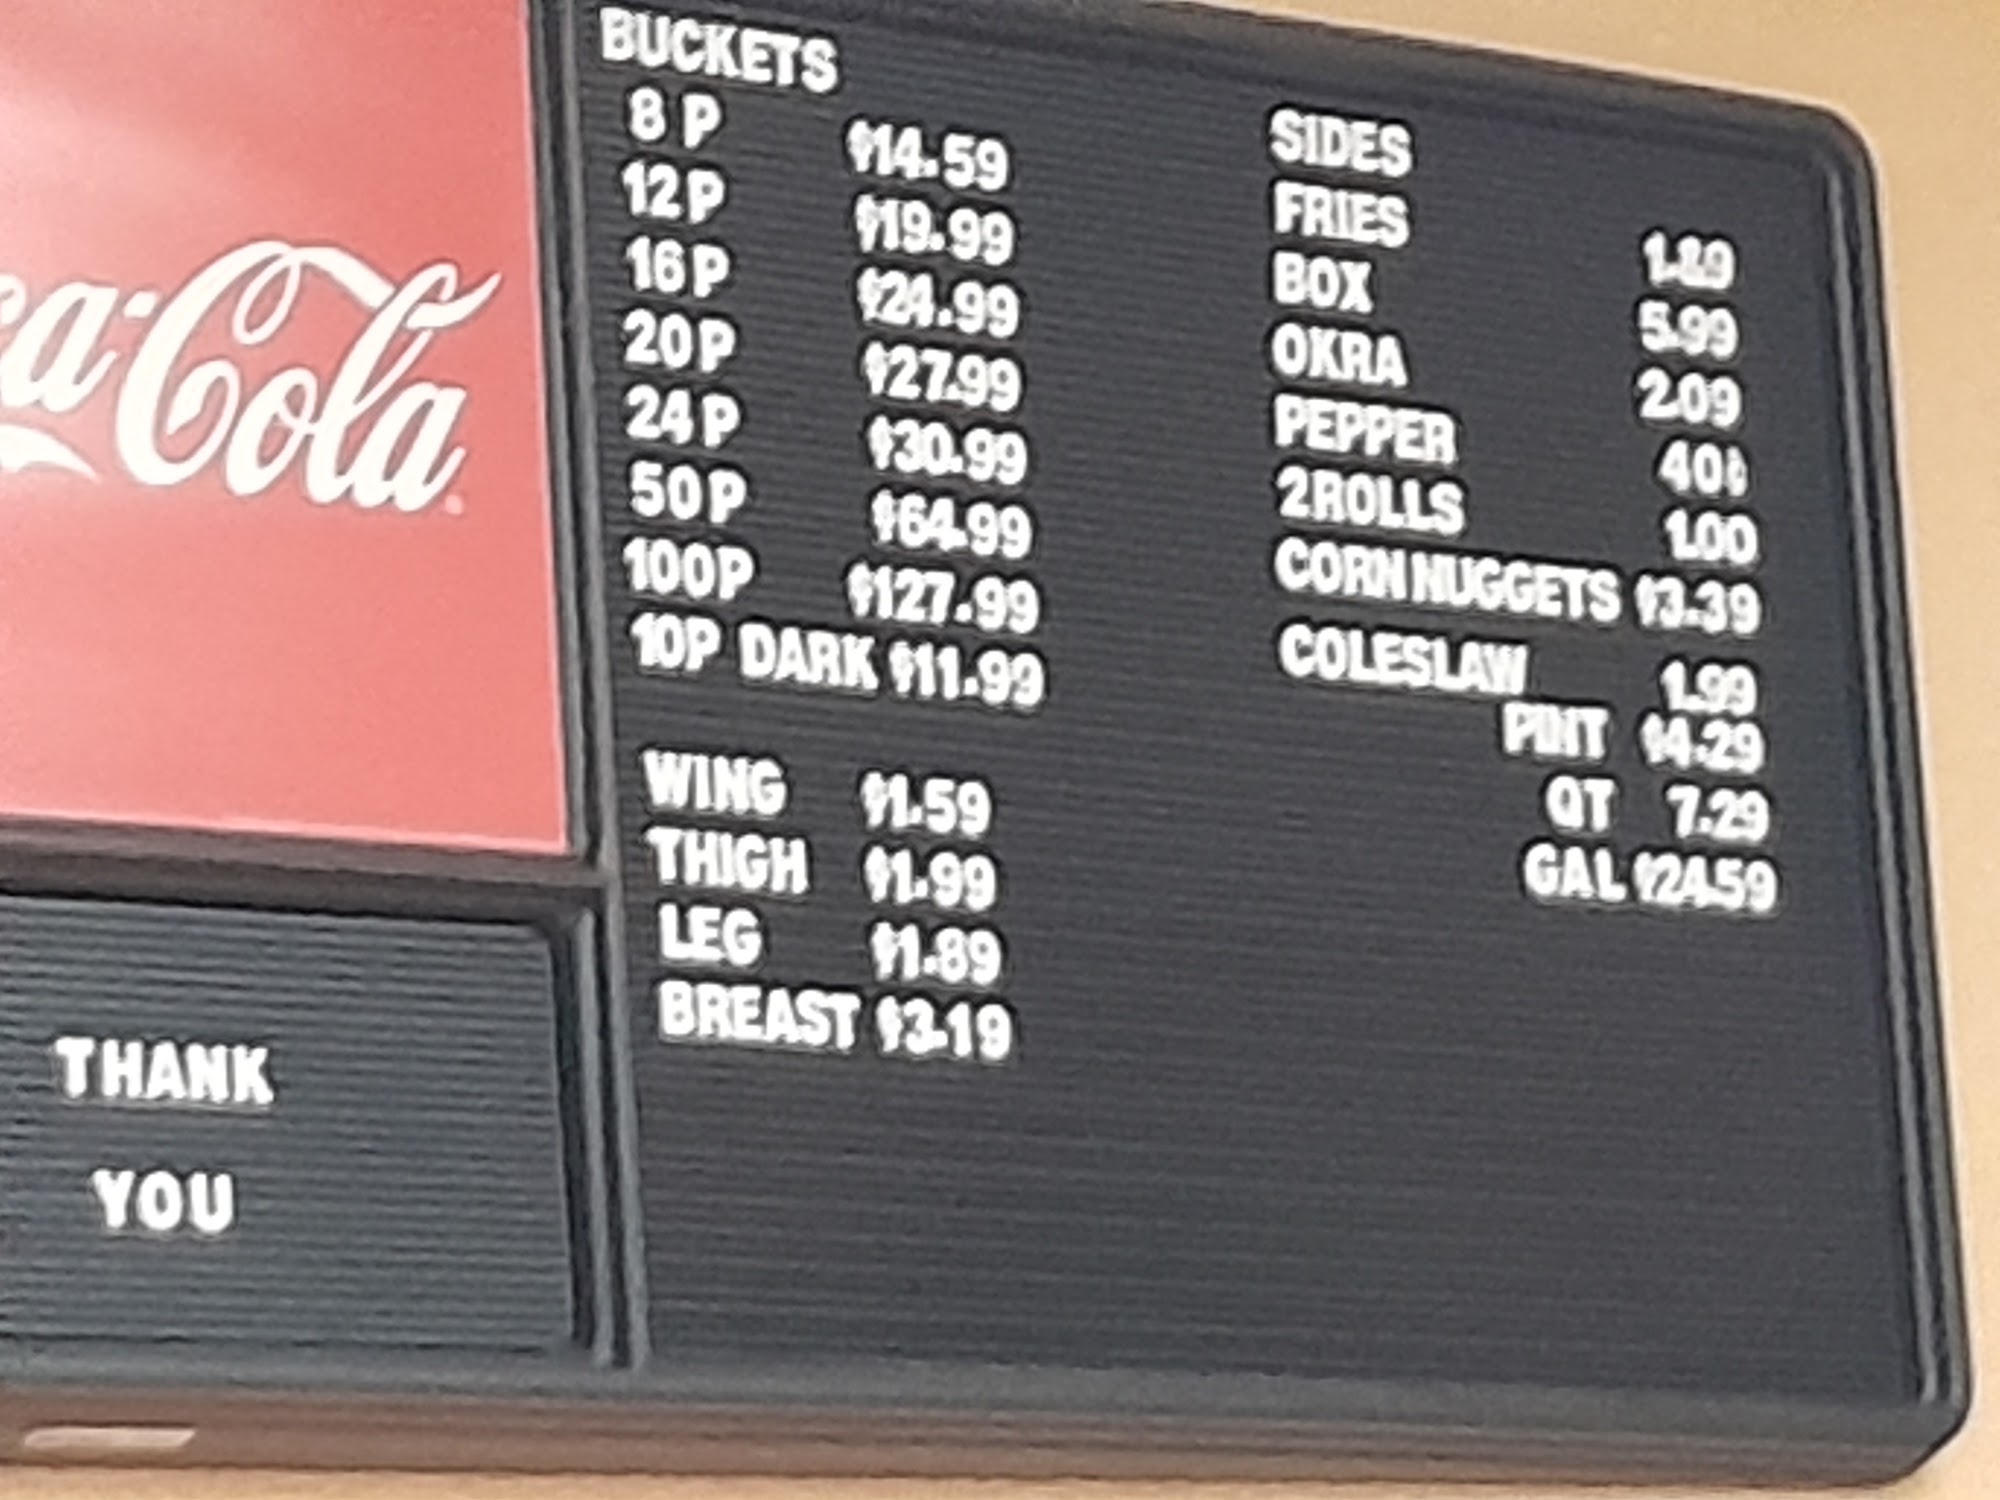 ca-Cola
BUCKETS
8 P $14.59
12 P $19.99
16 P $24.99
20 P $27.99
24 P $30.99
50 P $64.99
100P $127.99
10P DARK $11.99
WING $1.59
THIGH $1.99
LEG $1.89
BREAST $3.19
SIDES
FRIES 1.89
BOX 5.99
OKRA 2.09
PEPPER 40¢
2 ROLLS 1.00
CORN NUGGETS $3.39
COLESLAW 1.99
PINT $4.29
QT 7.29
GAL $24.59
THANK
YOU